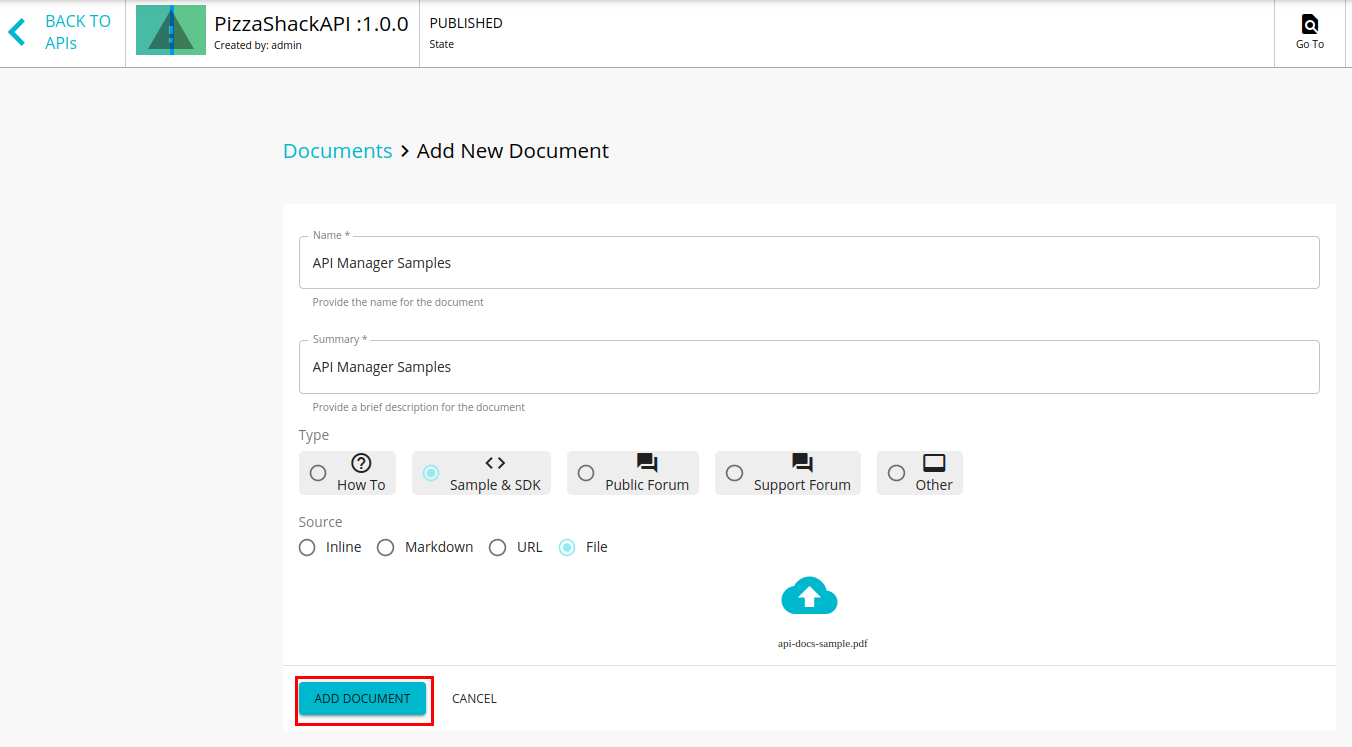 BACK TO
APIs
PizzaShackAPI :1.0.0
Created by: admin
PUBLISHED
State
Go To
Documents > Add New Document
Name *
API Manager Samples
Provide the name for the document
Summary *
API Manager Samples
Provide a brief description for the document
Type
How To
Sample & SDK
Public Forum
Support Forum
Other
Source
Inline Markdown URL File
api-docs-sample.pdf
ADD DOCUMENT CANCEL